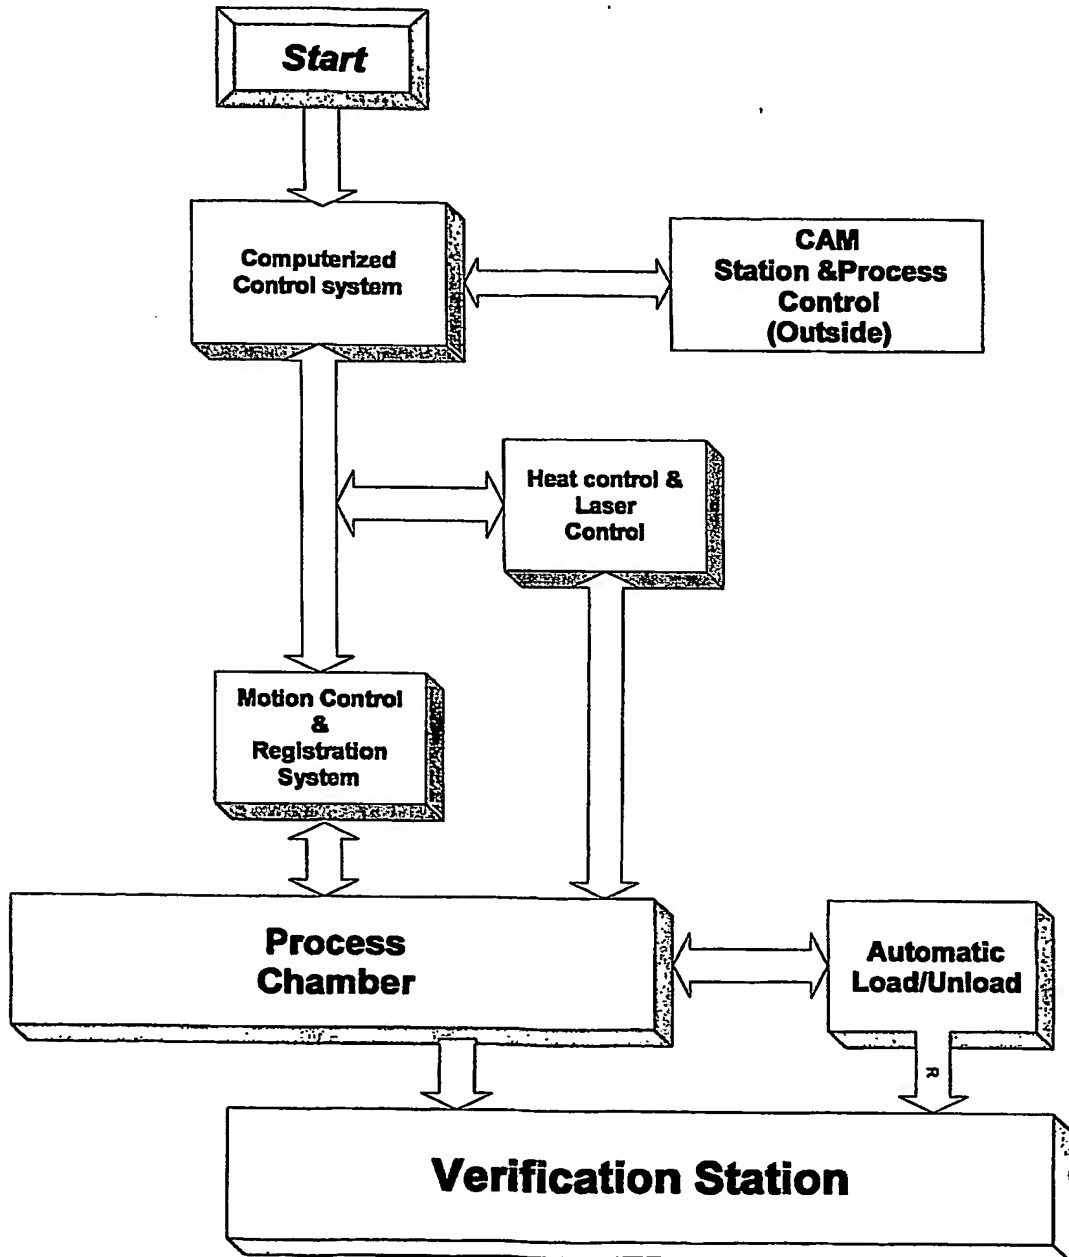 Start
Computerized
Control system
CAM
Station &Process
Control
(Outside)
Heat control &
Laser
Control
Motion Control
&
Registration
System
Process
Chamber
Automatic
Load/Unload
R
Verification Station